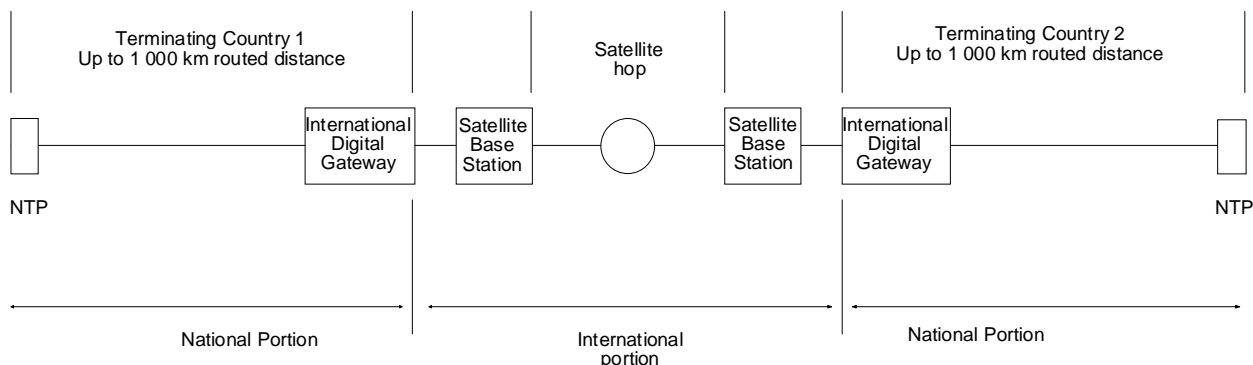 Terminating Country 1
Up to 1 000 km routed distance
Satellite
hop
Terminating Country 2
Up to 1 000 km routed distance
International
Digital
Gateway
Satellite
Base
Station
Satellite
Base
Station
International
Digital
Gateway
NTP
NTP
National Portion
International
portion
National Portion